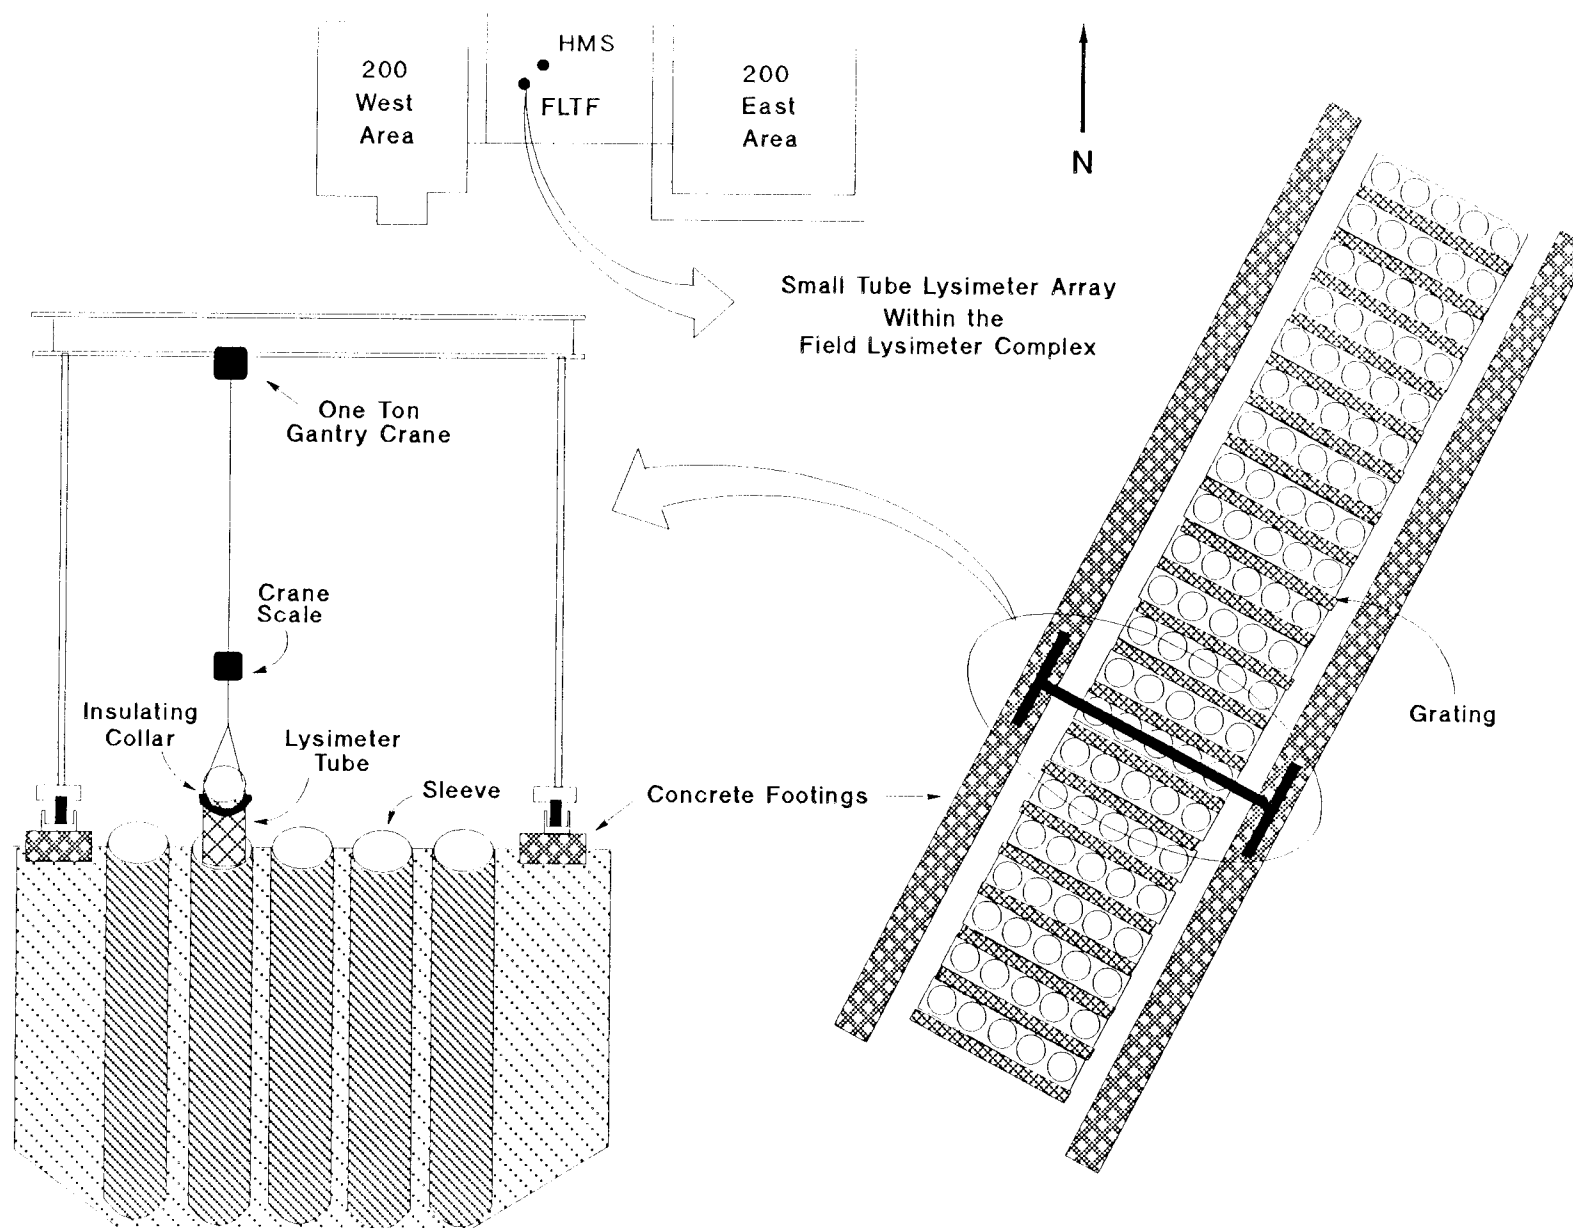 HMS
200
West
Area
FLTF
200
East
Area
N
Small Tube Lysimeter Array
Within the
Field Lysimeter Complex
One Ton
Gantry Crane
Crane
Scale
Insulating
Collar
Lysimeter
Tube
Sleeve
Concrete Footings
Grating